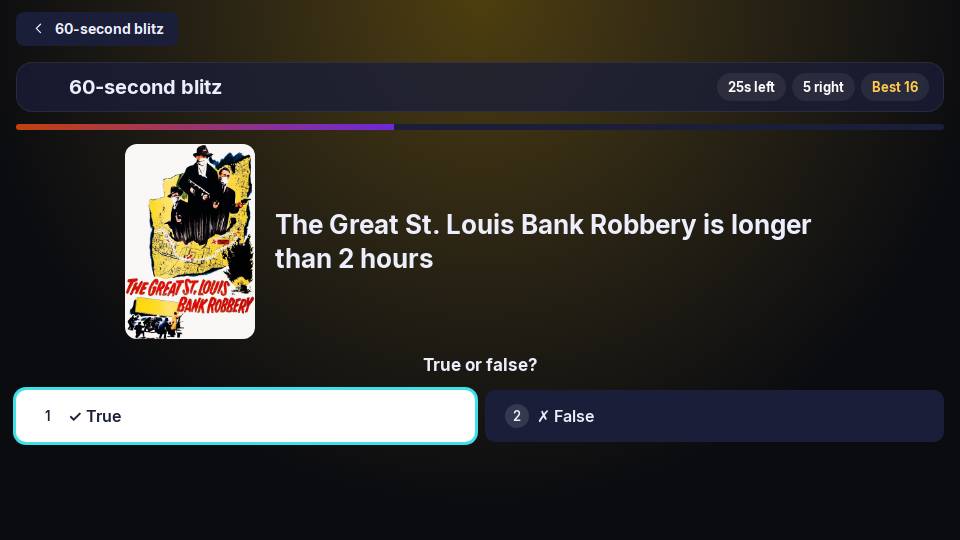 60-second blitz
60-second blitz
25s left
5 right
Best 16
THE GREAT ST. LOUIS
BANK ROBBERY
The Great St. Louis Bank Robbery is longer
than 2 hours
True or false?
1 ✓ True
2 ✗ False